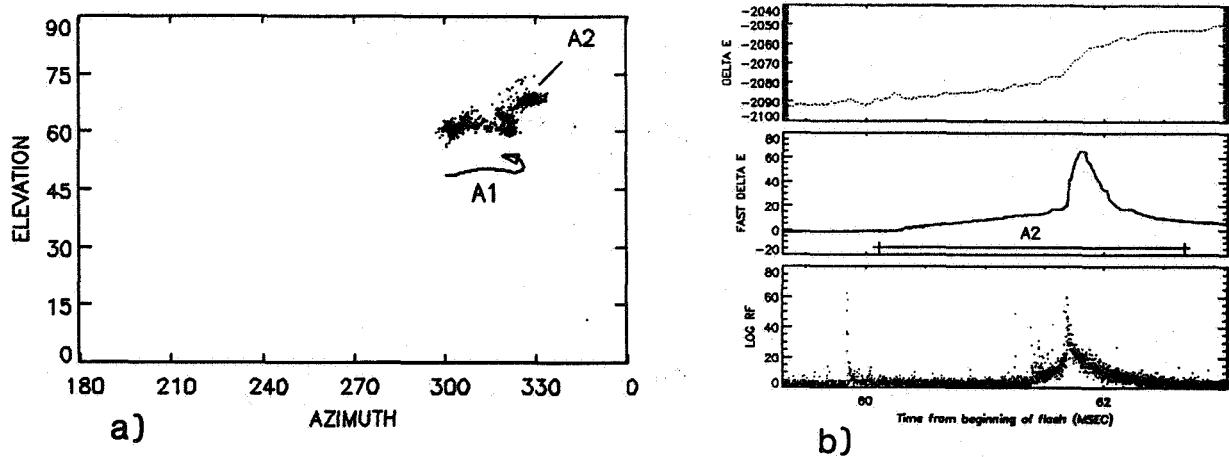 90
75
60
45
30
15
0
ELEVATION
A2
A1
180 210 240 270 300 330 0
AZIMUTH
a)
-2040
-2050
-2060
-2070
-2080
-2090
-2100
DELTA E
80
60
40
20
0
-20
FAST DELTA E
A2
80
60
40
20
0
LOG RF
60 62
Time from beginning of flash (MSEC)
b)